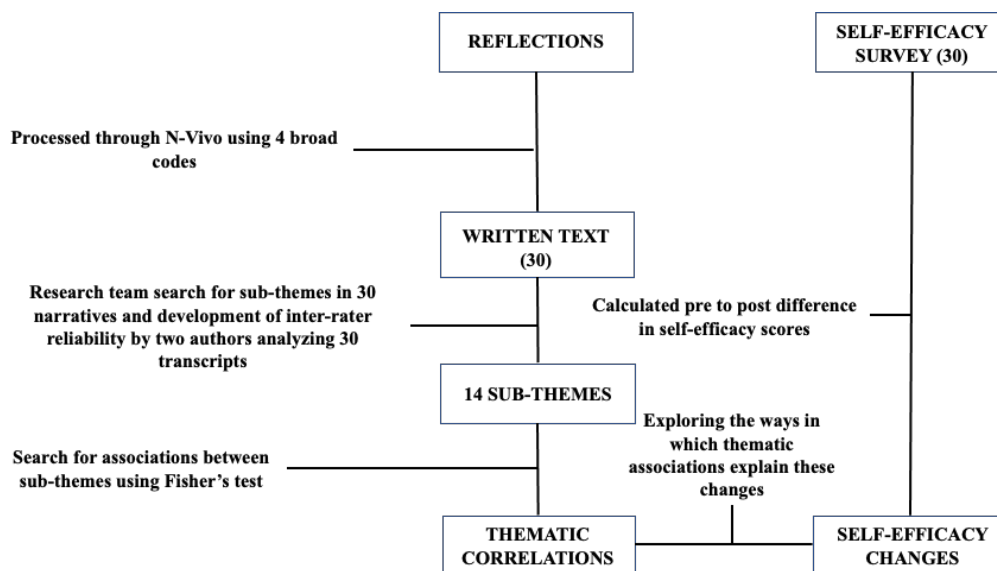 REFLECTIONS
SELF-EFFICACY
SURVEY (30)
Processed through N-Vivo using 4 broad
codes
WRITTEN TEXT
(30)
Research team search for sub-themes in 30
narratives and development of inter-rater
reliability by two authors analyzing 30
transcripts
Calculated pre to post difference
in self-efficacy scores
14 SUB-THEMES
Exploring the ways in
which thematic
associations explain these
changes
Search for associations between
sub-themes using Fisher’s test
THEMATIC
CORRELATIONS
SELF-EFFICACY
CHANGES